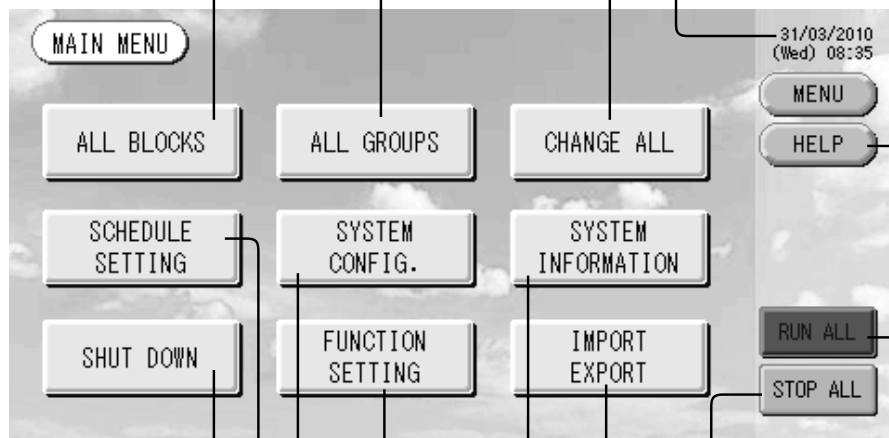 MAIN MENU
31/03/2010
(Wed) 08:35
MENU
HELP
ALL BLOCKS
ALL GROUPS
CHANGE ALL
SCHEDULE
SETTING
SYSTEM
CONFIG.
SYSTEM
INFORMATION
SHUT DOWN
FUNCTION
SETTING
IMPORT
EXPORT
RUN ALL
STOP ALL